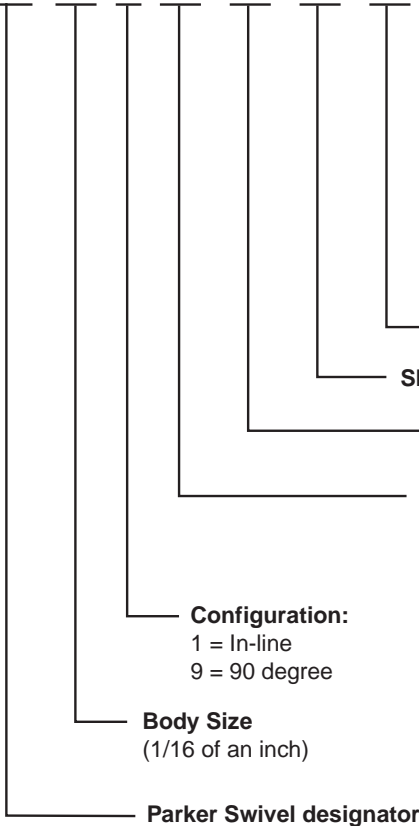 Configuration:
1 = In-line
9 = 90 degree
Body Size
(1/16 of an inch)
Parker Swivel designator